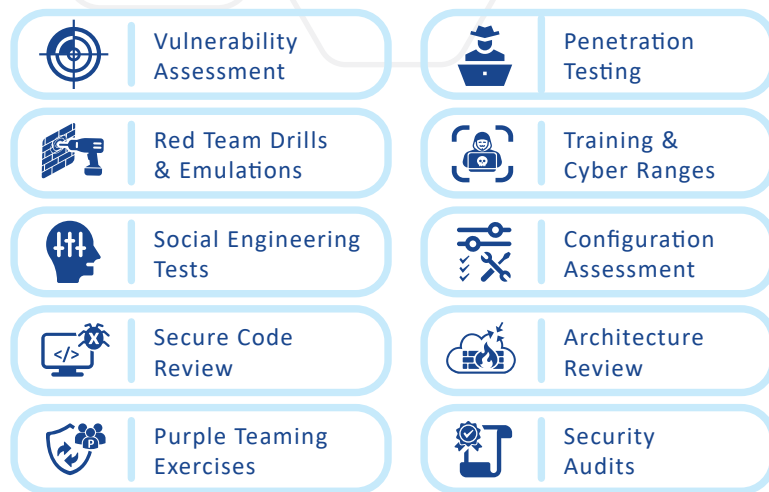 Vulnerability
Assessment
Penetration
Testing
Red Team Drills
& Emulations
Training &
Cyber Ranges
Social Engineering
Tests
Configuration
Assessment
</>
X
Secure Code
Review
Architecture
Review
P
Purple Teaming
Exercises
Security
Audits